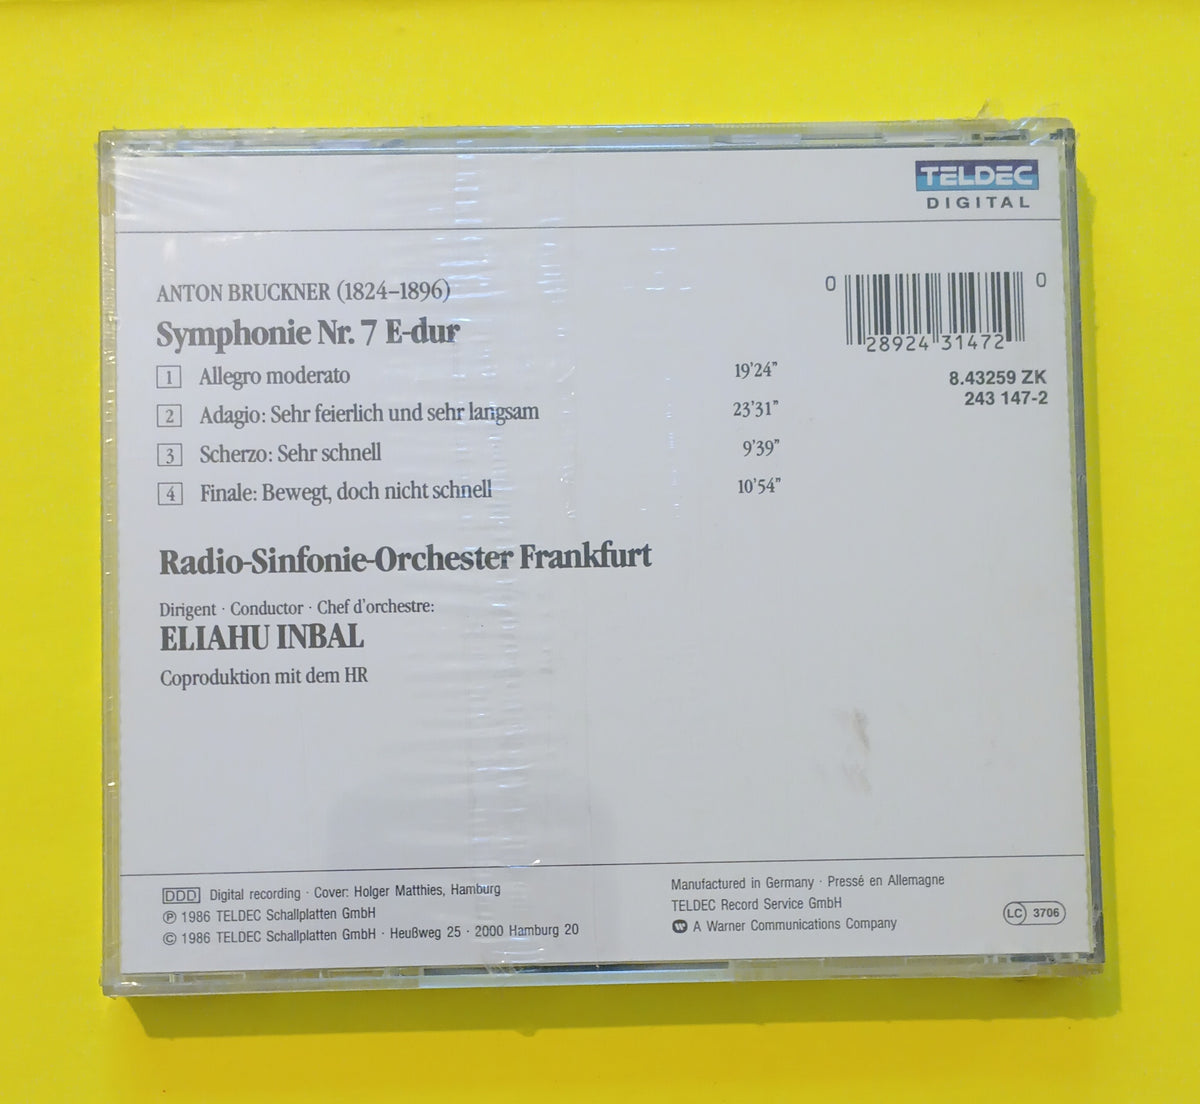 TELDEC
DIGITAL
ANTON BRUCKNER (1824–1896)
Symphonie Nr. 7 E-dur
1 Allegro moderato 19'24"
2 Adagio: Sehr feierlich und sehr langsam 23'31"
3 Scherzo: Sehr schnell 9'39"
4 Finale: Bewegt, doch nicht schnell 10'54"
0 28924 31472 0
8.43259 ZK
243 147-2
Radio-Sinfonie-Orchester Frankfurt
Dirigent · Conductor · Chef d'orchestre:
ELIAHU INBAL
Coproduktion mit dem HR
DDD Digital recording · Cover: Holger Matthies, Hamburg
℗ 1986 TELDEC Schallplatten GmbH
© 1986 TELDEC Schallplatten GmbH · Heußweg 25 · 2000 Hamburg 20
Manufactured in Germany · Pressé en Allemagne
TELDEC Record Service GmbH
A Warner Communications Company
LC 3706